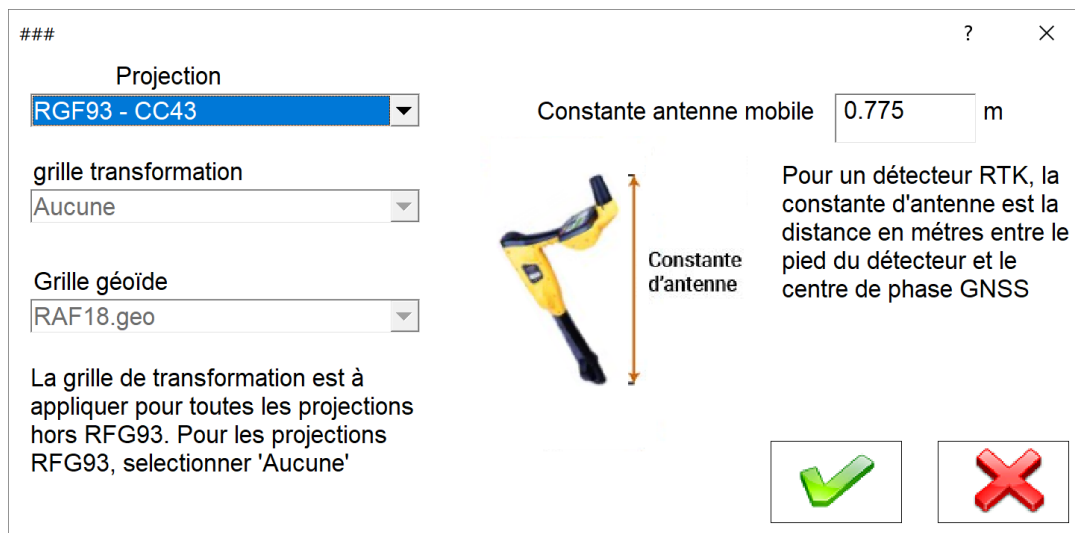 ###
?
Projection
RGF93 - CC43
grille transformation
Aucune
Grille géoïde
RAF18.geo
La grille de transformation est à
appliquer pour toutes les projections
hors RFG93. Pour les projections
RFG93, selectionner 'Aucune'
Constante antenne mobile 0.775 m
Constante
d'antenne
Pour un détecteur RTK, la
constante d'antenne est la
distance en métres entre le
pied du détecteur et le
centre de phase GNSS